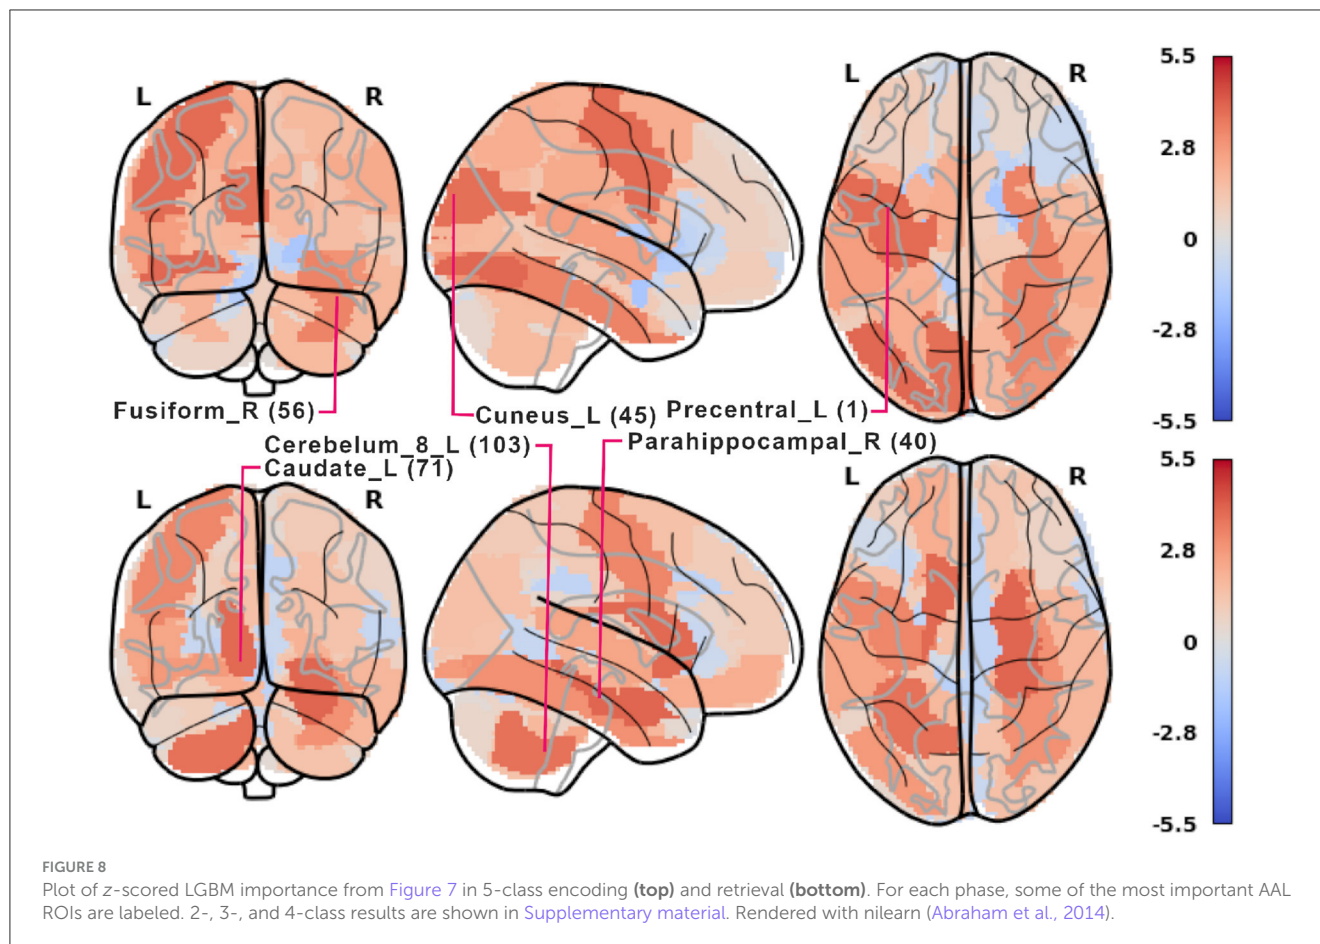 L
R
L
R
5.5
2.8
0
-2.8
-5.5
Fusiform_R (56)
Cuneus_L (45)
Precentral_L (1)
Cerebelum_8_L (103)
Parahippocampal_R (40)
Caudate_L (71)
L
R
L
R
5.5
2.8
0
-2.8
-5.5
FIGURE 8
Plot of z-scored LGBM importance from Figure 7 in 5-class encoding (top) and retrieval (bottom). For each phase, some of the most important AAL
ROIs are labeled. 2-, 3-, and 4-class results are shown in Supplementary material. Rendered with nilearn (Abraham et al., 2014).